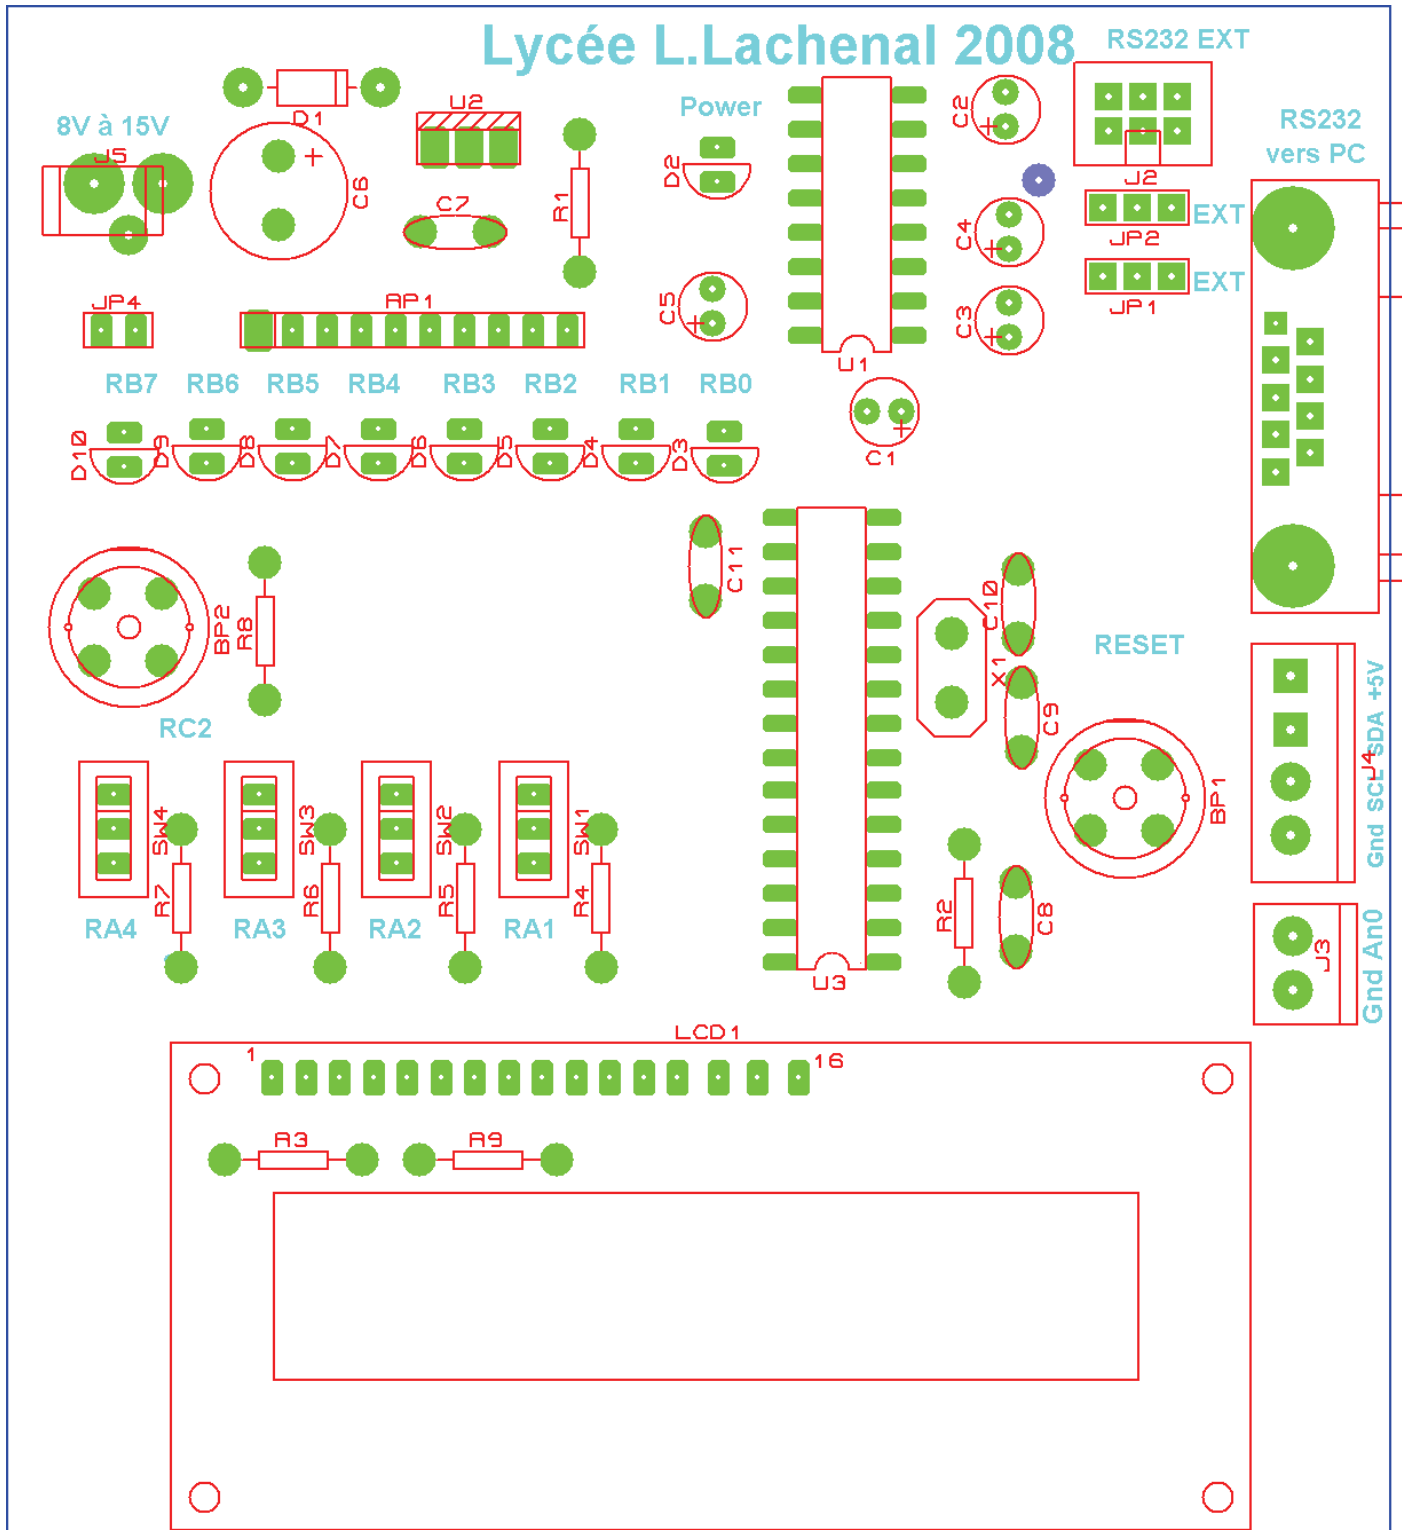 Lycée L.Lachenal 2008
RS232 EXT
D1
U2
Power
C2
8V à 15V
J5
RS232
vers PC
+
C6
C7
R1
D2
+
J2
EXT
JP2
C4
+
EXT
JP1
JP4
RP1
C5
+
C3
+
U1
RB7 RB6 RB5 RB4 RB3 RB2 RB1 RB0
D10 D9 D8 D7 D6 D5 D4 D3
+
C1
C11
C10
BP2
R8
X1
RESET
RC2
C9
Gnd SCL SDA +5V
J4
BP1
SW4 SW3 SW2 SW1
R7 R6 R5 R4
R2
C8
RA4 RA3 RA2 RA1
J3
Gnd An0
U3
LCD1
1
16
R3
R9